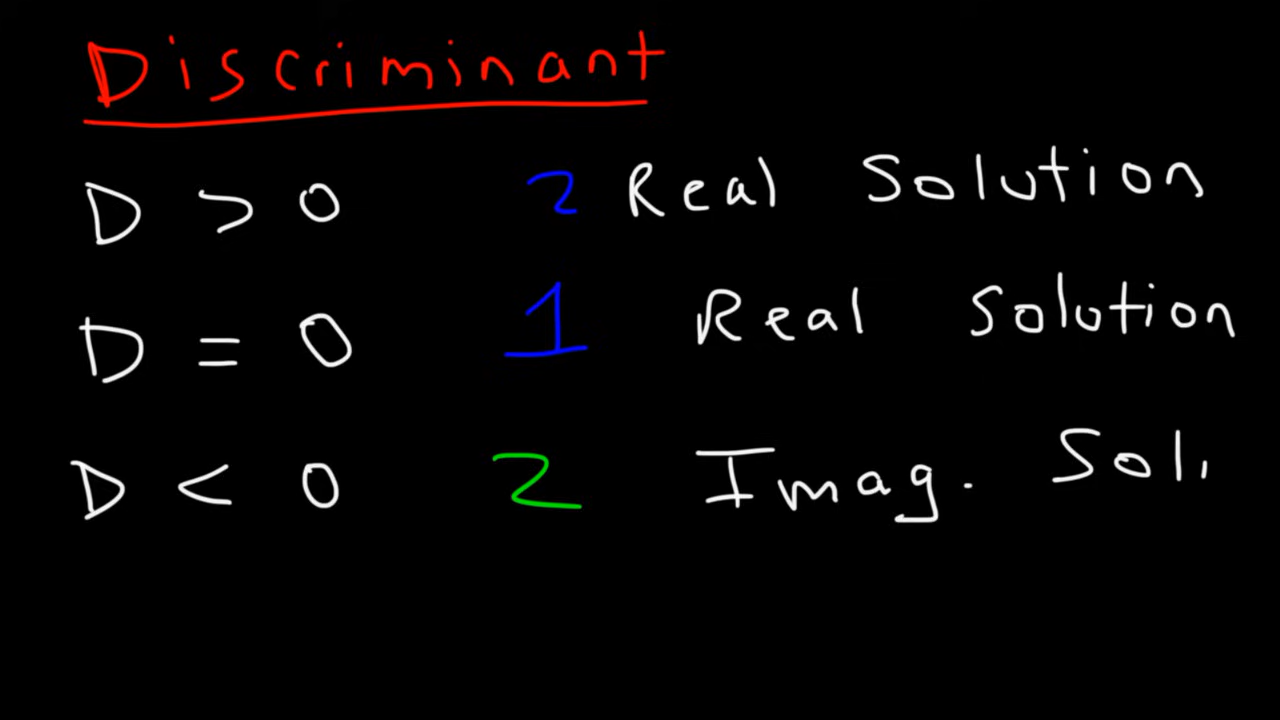 Discriminant
D > 0 2 Real Solution
D = 0 1 Real Solution
D < 0 2 Imag. Sol.